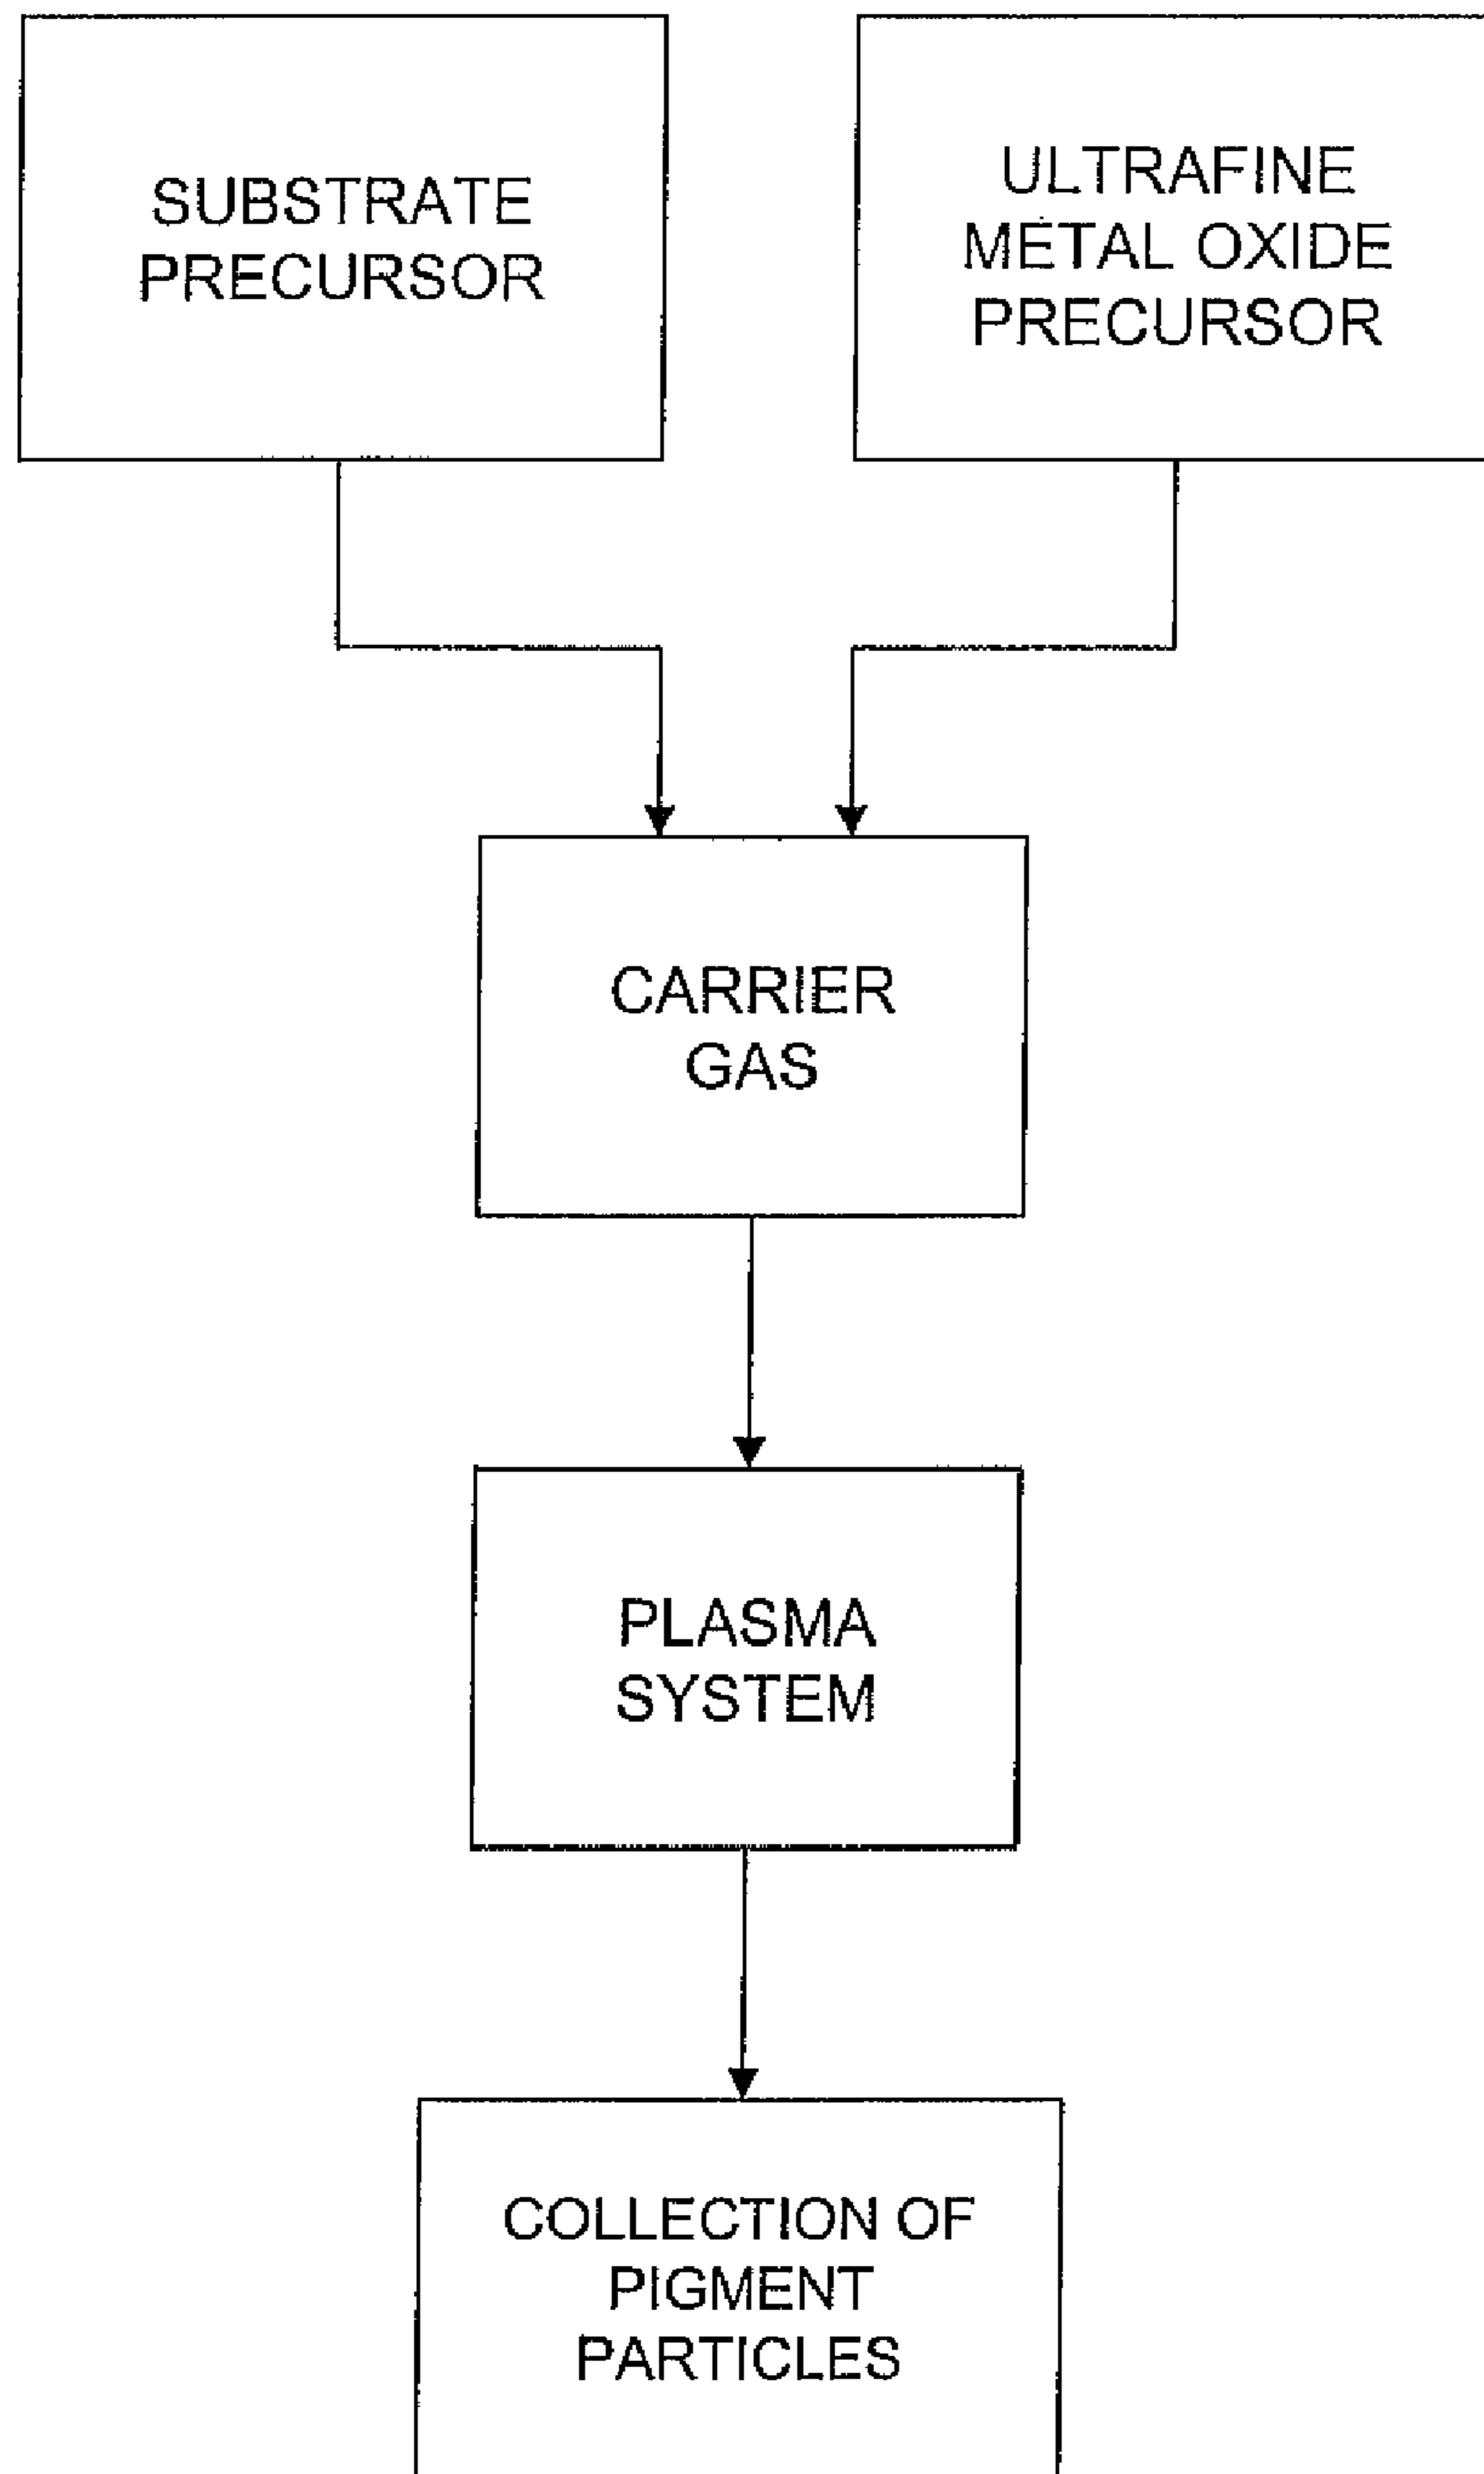 SUBSTRATE
PRECURSOR
ULTRAFINE
METAL OXIDE
PRECURSOR
CARRIER
GAS
PLASMA
SYSTEM
COLLECTION OF
PIGMENT
PARTICLES